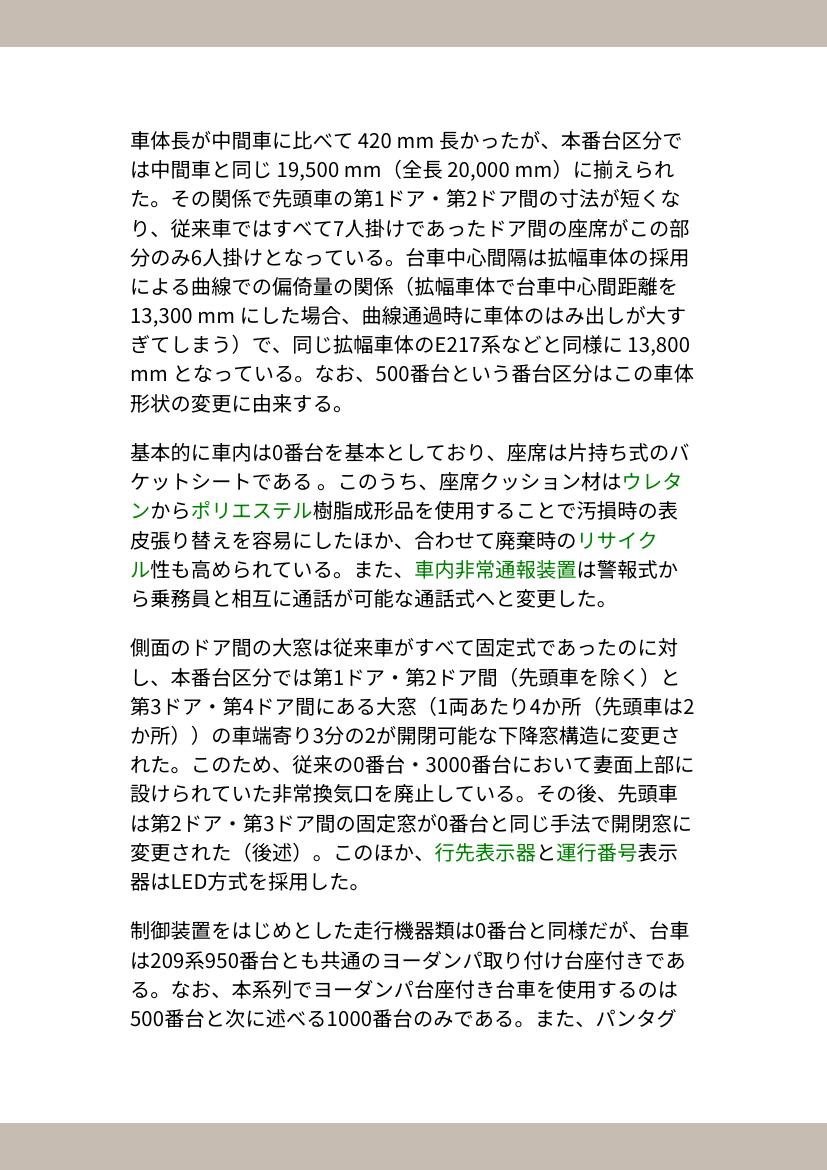 車体長が中間車に比べて 420 mm 長かったが、本番台区分で
は中間車と同じ 19,500 mm（全長 20,000 mm）に揃えられ
た。その関係で先頭車の第1ドア・第2ドア間の寸法が短くな
り、従来車ではすべて7人掛けであったドア間の座席がこの部
分のみ6人掛けとなっている。台車中心間隔は拡幅車体の採用
による曲線での偏倚量の関係（拡幅車体で台車中心間距離を
13,300 mm にした場合、曲線通過時に車体のはみ出しが大す
ぎてしまう）で、同じ拡幅車体のE217系などと同様に 13,800
mm となっている。なお、500番台という番台区分はこの車体
形状の変更に由来する。
基本的に車内は0番台を基本としており、座席は片持ち式のバ
ケットシートである 。このうち、座席クッション材はウレタ
ンからポリエステル樹脂成形品を使用することで汚損時の表
皮張り替えを容易にしたほか、合わせて廃棄時のリサイク
ル性も高められている。また、車内非常通報装置は警報式か
ら乗務員と相互に通話が可能な通話式へと変更した。
側面のドア間の大窓は従来車がすべて固定式であったのに対
し、本番台区分では第1ドア・第2ドア間（先頭車を除く）と
第3ドア・第4ドア間にある大窓（1両あたり4か所（先頭車は2
か所））の車端寄り3分の2が開閉可能な下降窓構造に変更さ
れた。このため、従来の0番台・3000番台において妻面上部に
設けられていた非常換気口を廃止している。その後、先頭車
は第2ドア・第3ドア間の固定窓が0番台と同じ手法で開閉窓に
変更された（後述）。このほか、行先表示器と運行番号表示
器はLED方式を採用した。
制御装置をはじめとした走行機器類は0番台と同様だが、台車
は209系950番台とも共通のヨーダンパ取り付け台座付きであ
る。なお、本系列でヨーダンパ台座付き台車を使用するのは
500番台と次に述べる1000番台のみである。また、パンタグ